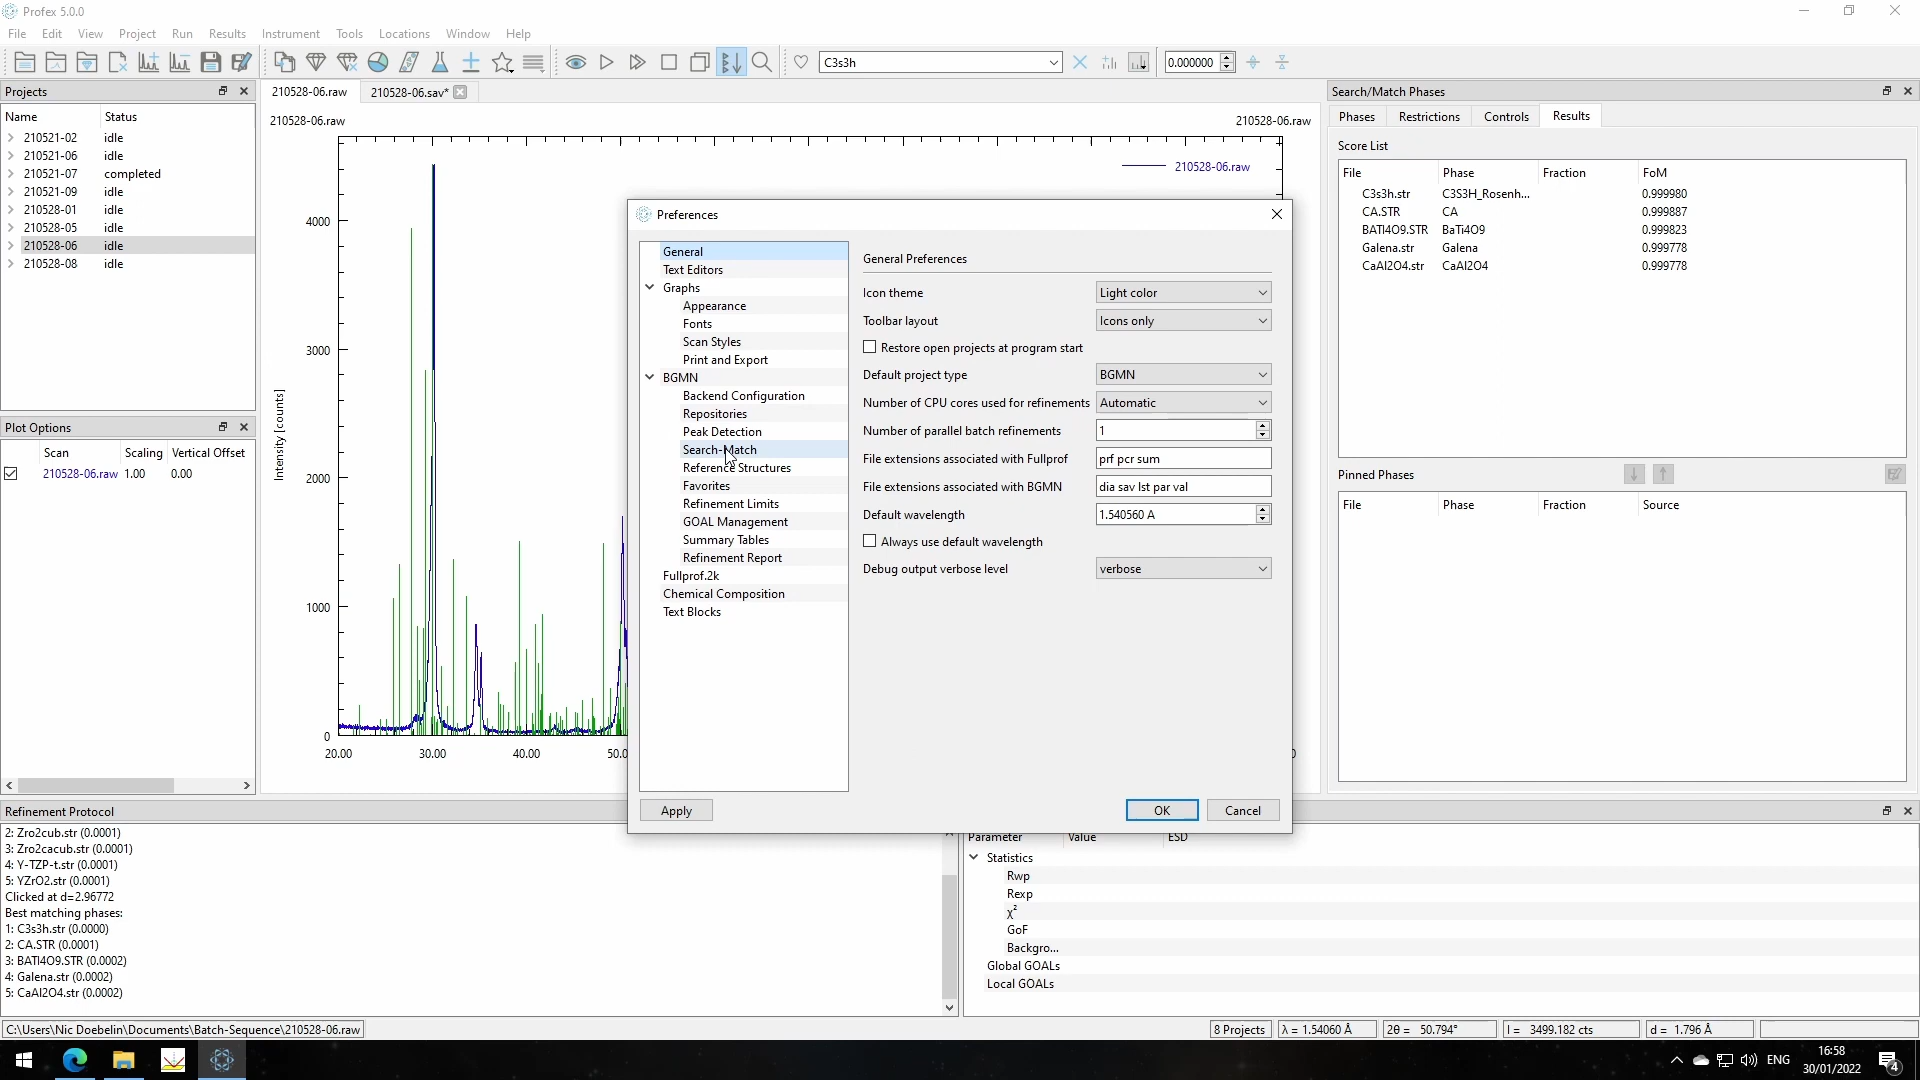 Profex 5.0.0
File Edit View Project Run Results Instrument Tools Locations Window Help
C3s3h
0.000000
Projects
Name Status
210521-02 idle
210521-06 idle
210521-07 completed
210521-09 idle
210528-01 idle
210528-05 idle
210528-06 idle
210528-08 idle
Plot Options
Scan Scaling Vertical Offset
210528-06.raw 1.00 0.00
210528-06.raw 210528-06.sav*
210528-06.raw 210528-06.raw
210528-06.raw
4000
3000
2000
1000
0
Intensity [counts]
20.00 30.00 40.00
Preferences
General
Text Editors
Graphs
Appearance
Fonts
Scan Styles
Print and Export
BGMN
Backend Configuration
Repositories
Peak Detection
Search-Match
Reference Structures
Favorites
Refinement Limits
GOAL Management
Summary Tables
Refinement Report
Fullprof.2k
Chemical Composition
Text Blocks
General Preferences
Icon theme Light color
Toolbar layout Icons only
Restore open projects at program start
Default project type BGMN
Number of CPU cores used for refinements Automatic
Number of parallel batch refinements 1
File extensions associated with Fullprof prf pcr sum
File extensions associated with BGMN dia sav lst par val
Default wavelength 1.540560 A
Always use default wavelength
Debug output verbose level verbose
Apply OK Cancel
Search/Match Phases
Phases Restrictions Controls Results
Score List
File Phase Fraction FoM
C3s3h.str C3S3H_Rosenh... 0.999980
CA.STR CA 0.999887
BATI4O9.STR BaTi4O9 0.999823
Galena.str Galena 0.999778
CaAl2O4.str CaAl2O4 0.999778
Pinned Phases
File Phase Fraction Source
Refinement Protocol
2: Zro2cub.str (0.0001)
3: Zro2cacub.str (0.0001)
4: Y-TZP-t.str (0.0001)
5: YZrO2.str (0.0001)
Clicked at d=2.96772
Best matching phases:
1: C3s3h.str (0.0000)
2: CA.STR (0.0001)
3: BATI4O9.STR (0.0002)
4: Galena.str (0.0002)
5: CaAl2O4.str (0.0002)
Parameter Value ESD
Statistics
Rwp
Rexp
χ²
GoF
Backgro...
Global GOALs
Local GOALs
C:\Users\Nic Doebelin\Documents\Batch-Sequence\210528-06.raw
8 Projects λ = 1.54060 Å 2θ = 50.794° I = 3499.182 cts d = 1.796 Å
ENG
16:58
30/01/2022
4